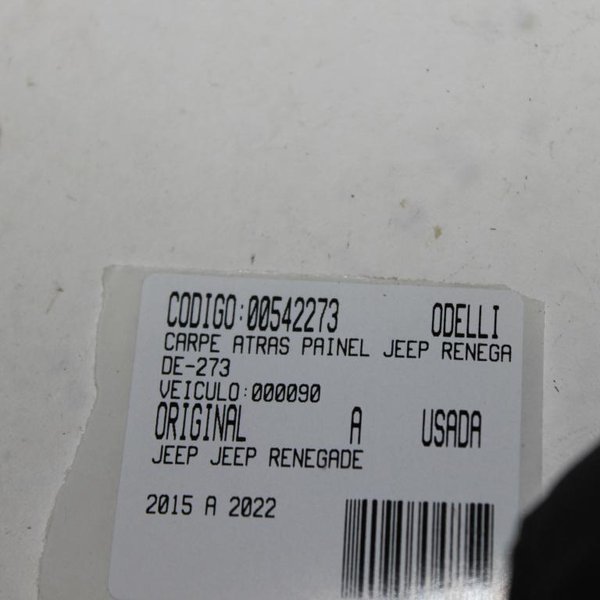 CODIGO:00542273 ODELLI
CARPE ATRAS PAINEL JEEP RENEGA
DE-273
VEICULO:000090
ORIGINAL A USADA
JEEP JEEP RENEGADE
2015 A 2022